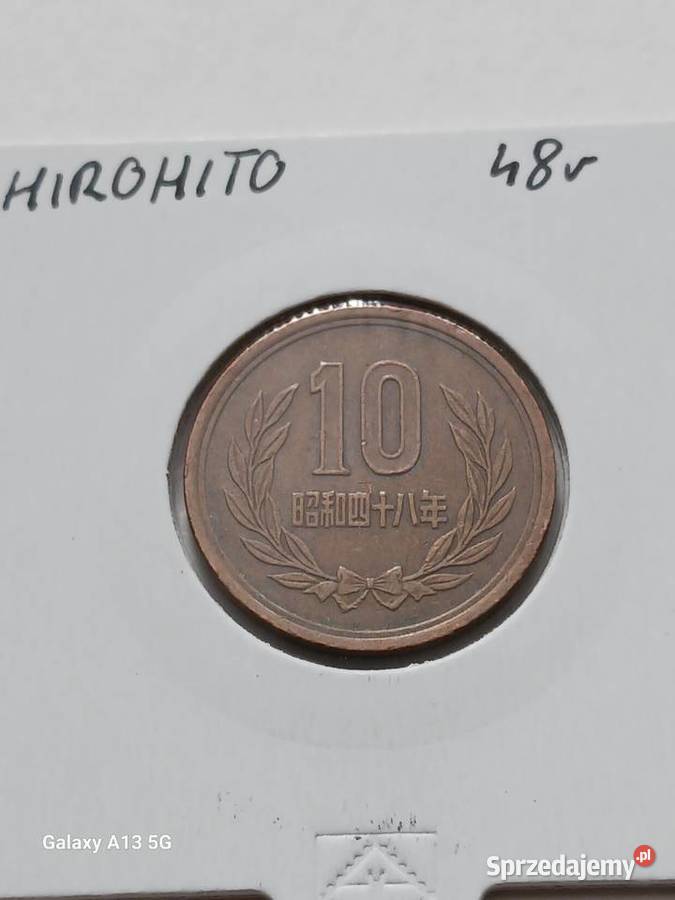 HIROHITO 48r
10
昭和四十八年
Galaxy A13 5G
Sprzedajemy.pl